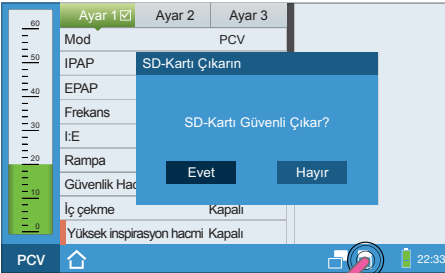 Ayar 1 Ayar 2 Ayar 3
60
50
40
30
20
10
0
Mod PCV
IPAP
EPAP
Frekans
I:E
Rampa
Güvenlik Hac
İç çekme Kapalı
Yüksek inspirasyon hacmi Kapalı
SD-Kartı Çıkarın
SD-Kartı Güvenli Çıkar?
Evet Hayır
PCV 22:33